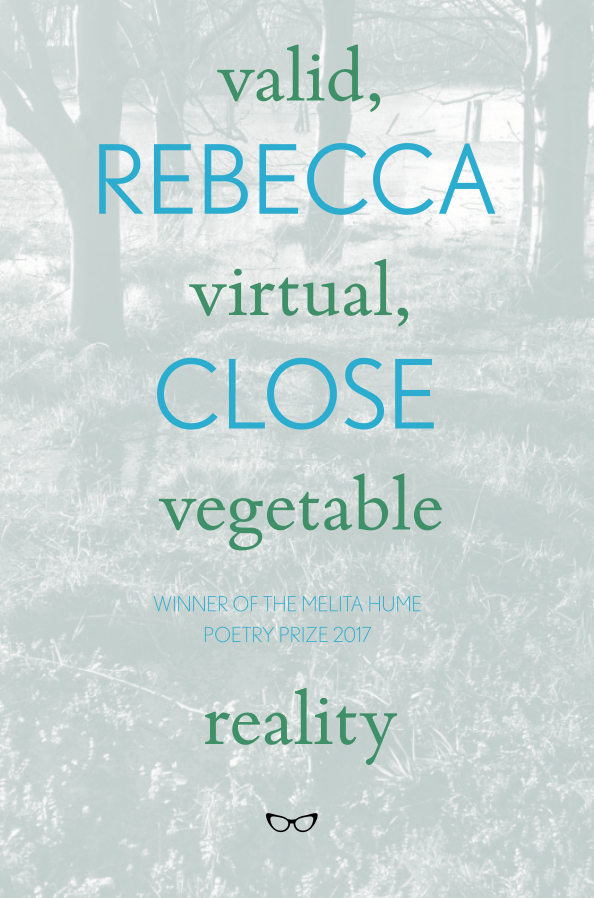 valid,
REBECCA
virtual,
CLOSE
vegetable
WINNER OF THE MELITA HUME
POETRY PRIZE 2017
reality